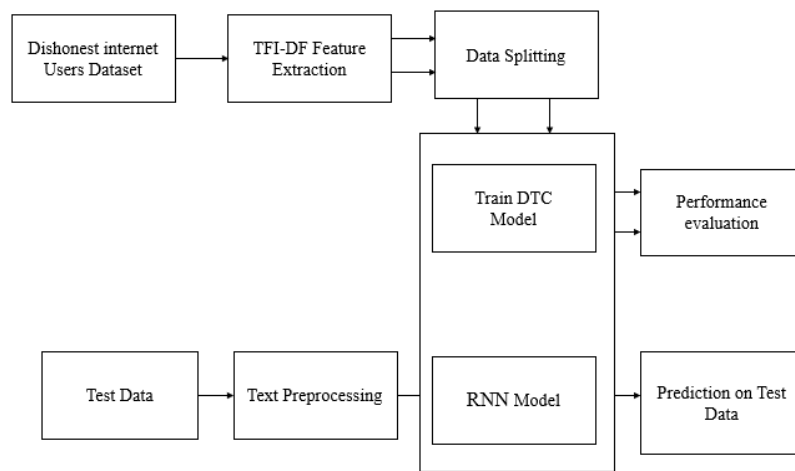 Dishonest internet
Users Dataset
TFI-DF Feature
Extraction
Data Splitting
Train DTC
Model
Performance
evaluation
Test Data
Text Preprocessing
RNN Model
Prediction on Test
Data